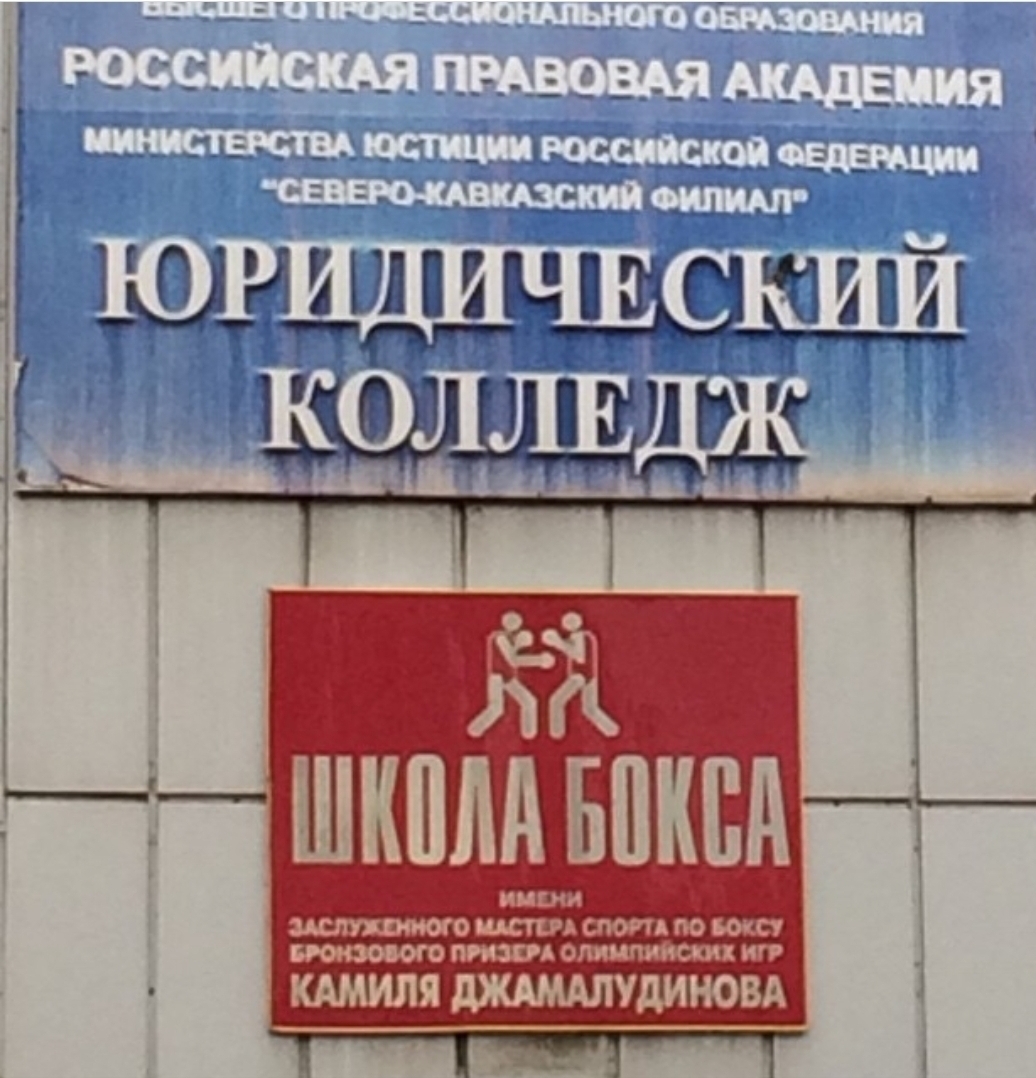 ВЫСШЕГО ПРОФЕССИОНАЛЬНОГО ОБРАЗОВАНИЯ
РОССИЙСКАЯ ПРАВОВАЯ АКАДЕМИЯ
МИНИСТЕРСТВА ЮСТИЦИИ РОССИЙСКОЙ ФЕДЕРАЦИИ
"СЕВЕРО-КАВКАЗСКИЙ ФИЛИАЛ"
ЮРИДИЧЕСКИЙ
КОЛЛЕДЖ
ШКОЛА БОКСА
ИМЕНИ
ЗАСЛУЖЕННОГО МАСТЕРА СПОРТА ПО БОКСУ
БРОНЗОВОГО ПРИЗЕРА ОЛИМПИЙСКИХ ИГР
КАМИЛЯ ДЖАМАЛУДИНОВА